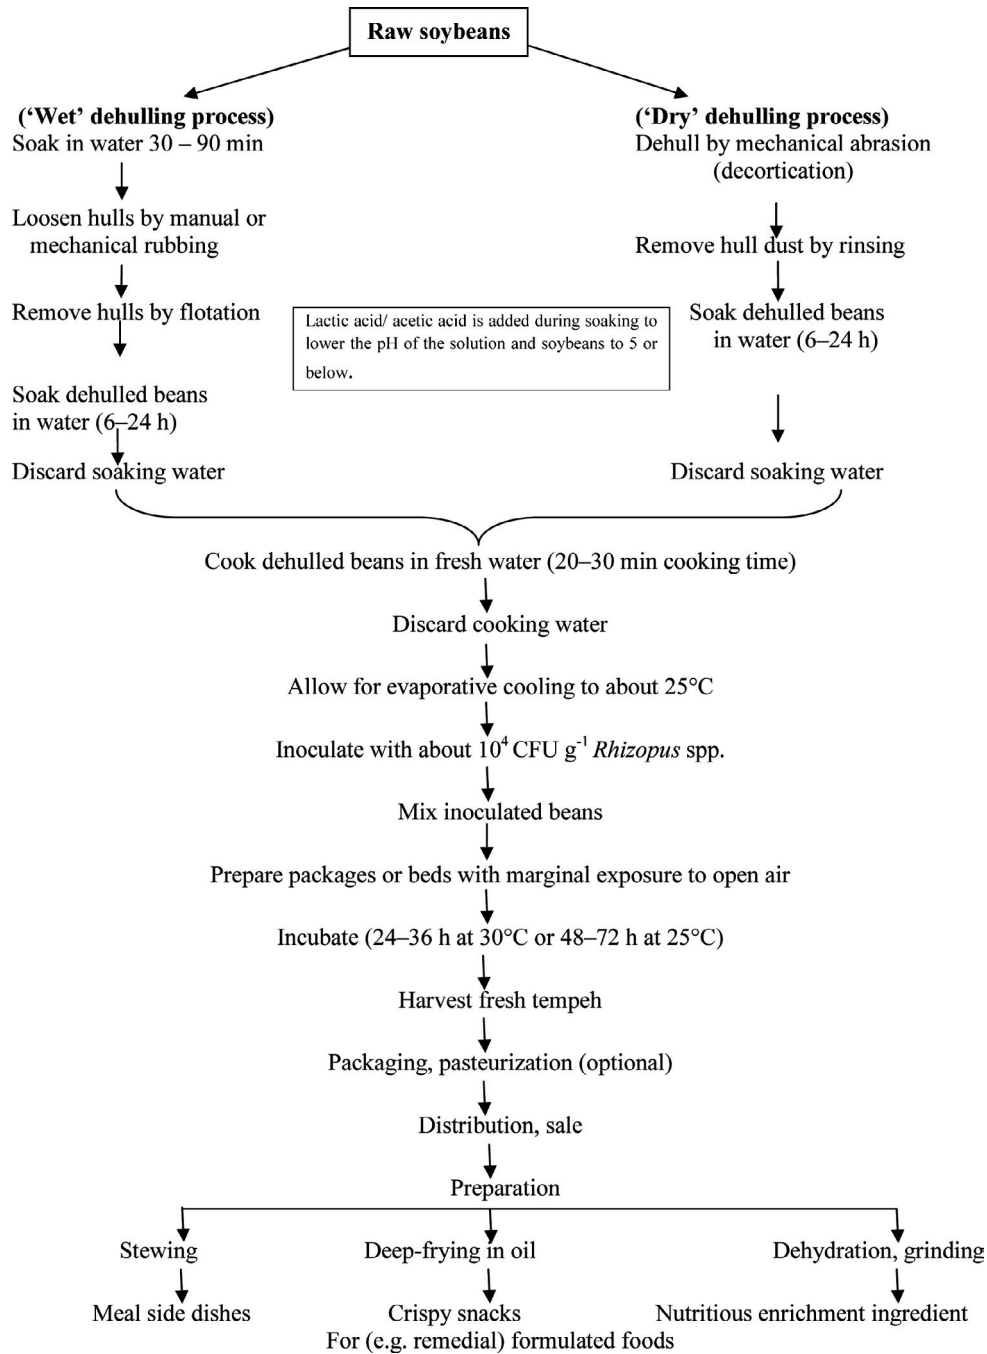 Raw soybeans
(‘Wet’ dehulling process)
Soak in water 30 – 90 min
Loosen hulls by manual or
mechanical rubbing
Remove hulls by flotation
Soak dehulled beans
in water (6–24 h)
Discard soaking water
(‘Dry’ dehulling process)
Dehull by mechanical abrasion
(decortication)
Remove hull dust by rinsing
Soak dehulled beans
in water (6–24 h)
Discard soaking water
Lactic acid/ acetic acid is added during soaking to
lower the pH of the solution and soybeans to 5 or
below.
Cook dehulled beans in fresh water (20–30 min cooking time)
Discard cooking water
Allow for evaporative cooling to about 25°C
Inoculate with about 10⁴ CFU g⁻¹ Rhizopus spp.
Mix inoculated beans
Prepare packages or beds with marginal exposure to open air
Incubate (24–36 h at 30°C or 48–72 h at 25°C)
Harvest fresh tempeh
Packaging, pasteurization (optional)
Distribution, sale
Preparation
Stewing
Deep-frying in oil
Dehydration, grinding
Meal side dishes
Crispy snacks
Nutritious enrichment ingredient
For (e.g. remedial) formulated foods